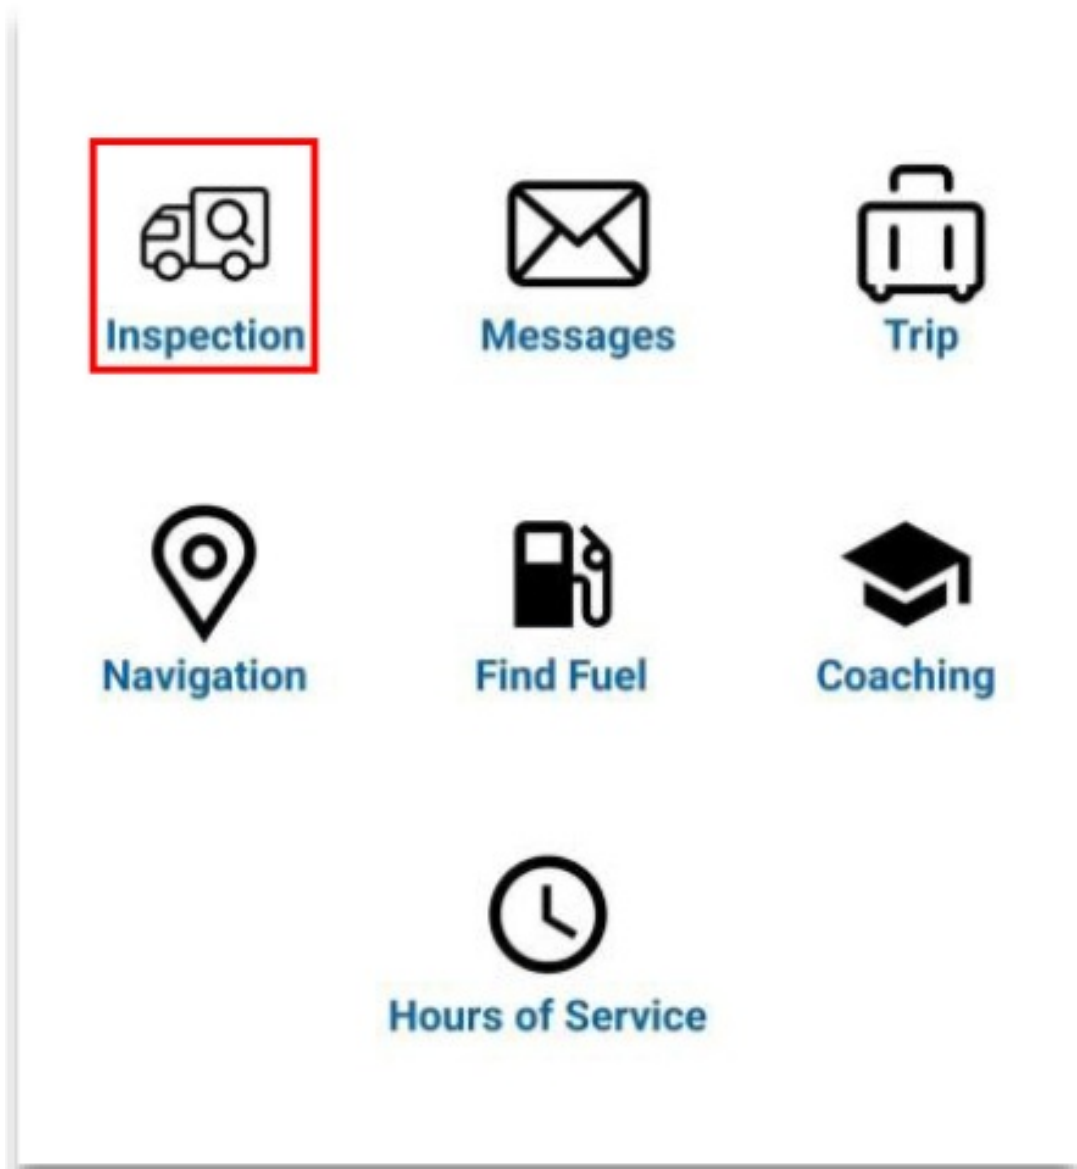 Inspection
Messages
Trip
Navigation
Find Fuel
Coaching
Hours of Service